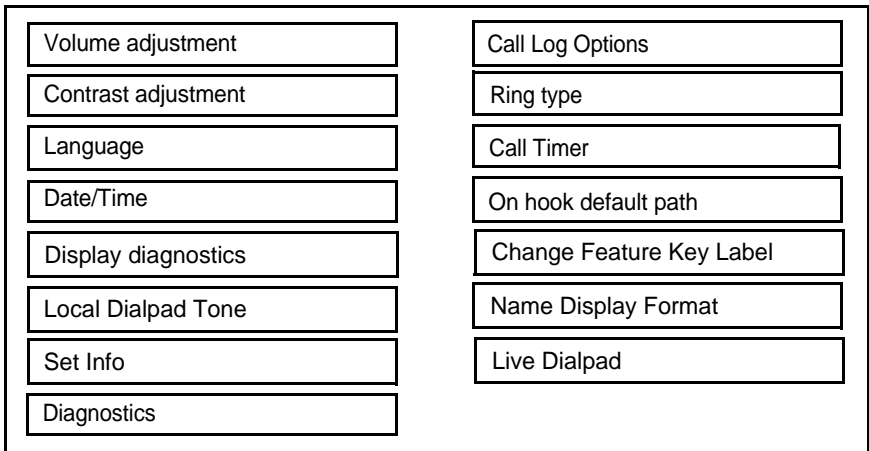 Volume adjustment
Contrast adjustment
Language
Date/Time
Display diagnostics
Local Dialpad Tone
Set Info
Diagnostics
Call Log Options
Ring type
Call Timer
On hook default path
Change Feature Key Label
Name Display Format
Live Dialpad